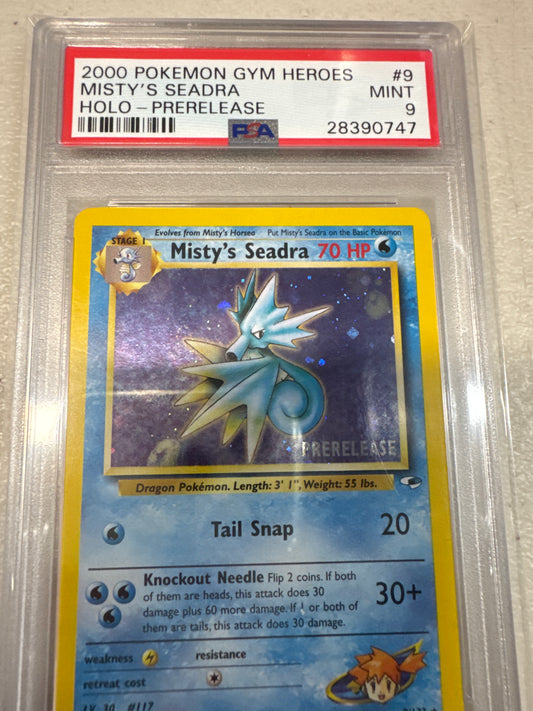 2000 POKEMON GYM HEROES #9
MISTY'S SEADRA MINT
HOLO - PRERELEASE 9
PSA 28390747
Evolves from Misty's Horsea Put Misty's Seadra on the Basic Pokémon
STAGE 1
Misty's Seadra 70 HP
PRERELEASE
Dragon Pokémon. Length: 3' 1", Weight: 55 lbs.
Tail Snap 20
Knockout Needle Flip 2 coins. If both
of them are heads, this attack does 30
damage plus 60 more damage. If 1 or both of
them are tails, this attack does 30 damage.
30+
weakness resistance
retreat cost
LV. 30 #117